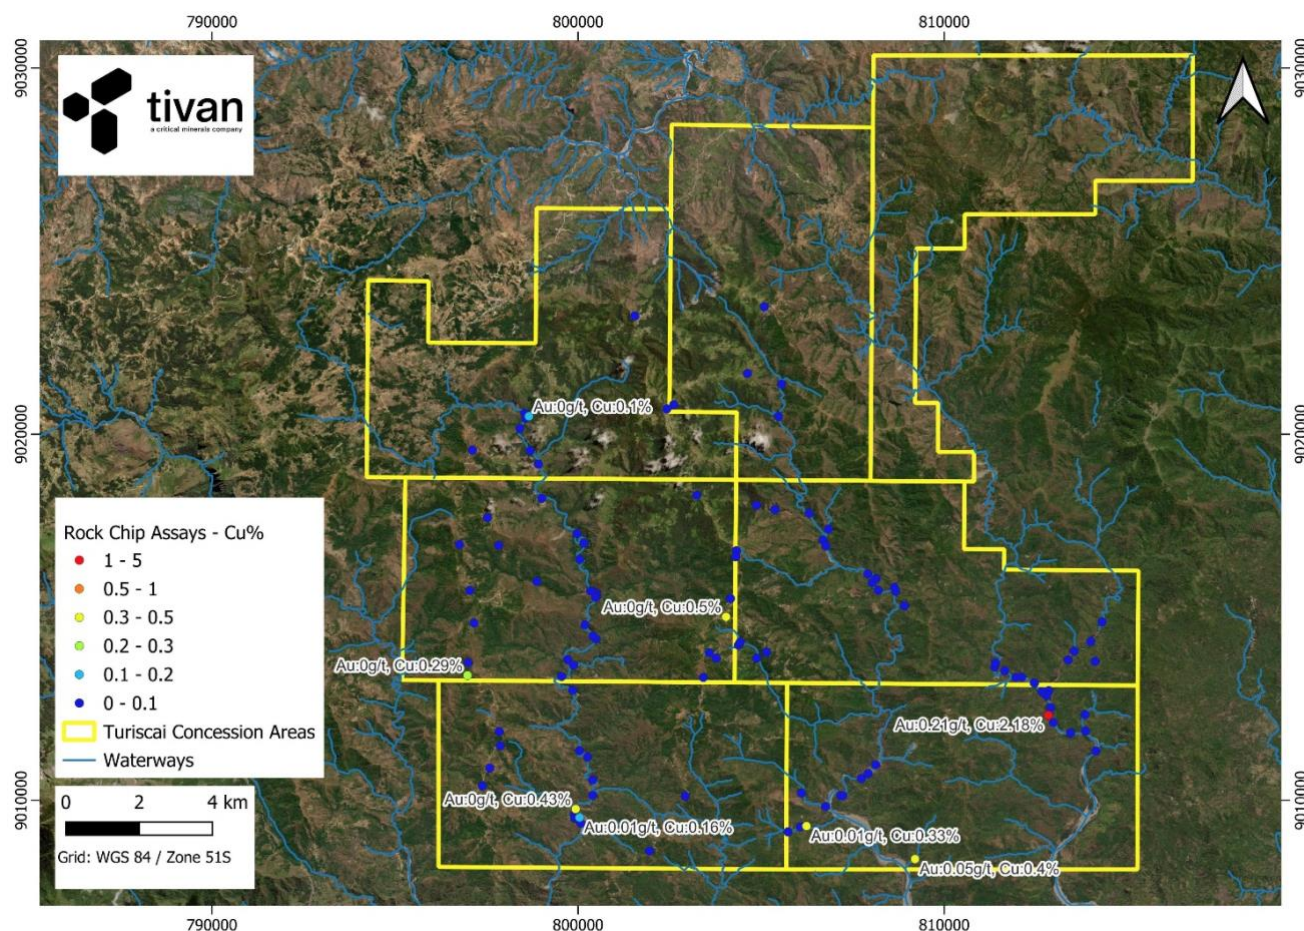 790000 800000 810000
9030000 9030000
tivan
a critical minerals company
Au:0g/t, Cu:0.1%
9020000 9020000
Rock Chip Assays - Cu%
1 - 5
0.5 - 1
0.3 - 0.5
0.2 - 0.3
0.1 - 0.2
0 - 0.1
Turiscai Concession Areas
Waterways
Au:0g/t, Cu:0.5%
Au:0g/t, Cu:0.29%
Au:0.21g/t, Cu:2.18%
0 2 4 km
Grid: WGS 84 / Zone 51S
9010000 9010000
Au:0g/t, Cu:0.43%
Au:0.01g/t, Cu:0.16%
Au:0.01g/t, Cu:0.33%
Au:0.05g/t, Cu:0.4%
790000 800000 810000